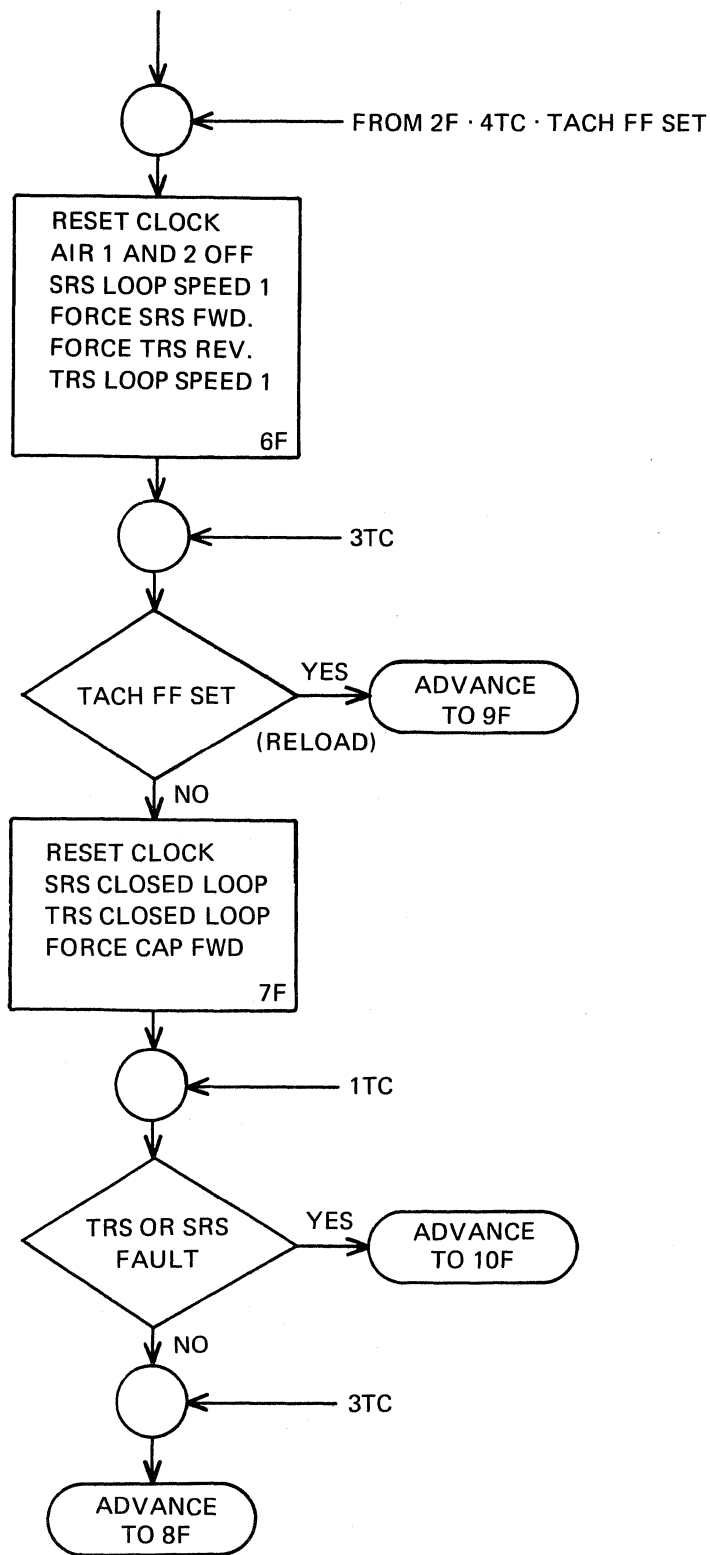 FROM 2F · 4TC · TACH FF SET
RESET CLOCK
AIR 1 AND 2 OFF
SRS LOOP SPEED 1
FORCE SRS FWD.
FORCE TRS REV.
TRS LOOP SPEED 1
6F
3TC
TACH FF SET
YES
ADVANCE
TO 9F
(RELOAD)
NO
RESET CLOCK
SRS CLOSED LOOP
TRS CLOSED LOOP
FORCE CAP FWD
7F
1TC
TRS OR SRS
FAULT
YES
ADVANCE
TO 10F
NO
3TC
ADVANCE
TO 8F